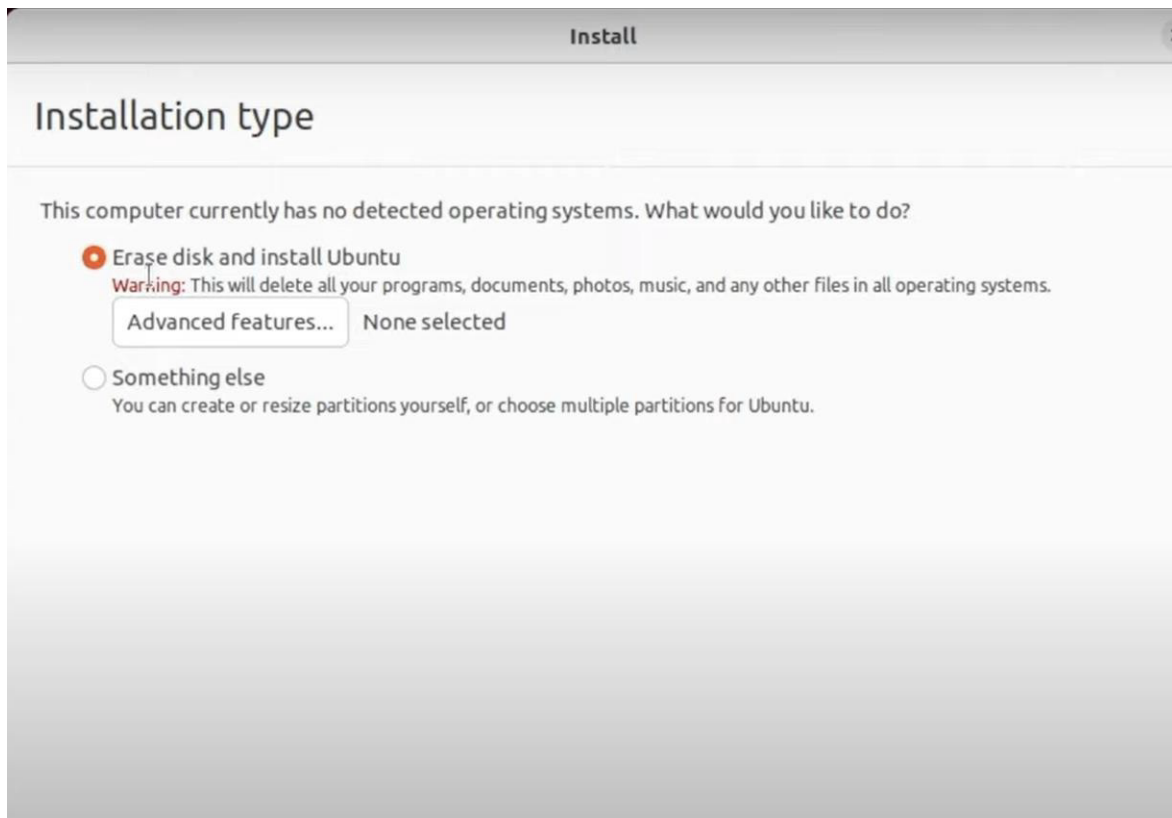 Install
Installation type
This computer currently has no detected operating systems. What would you like to do?
Erase disk and install Ubuntu
Warning: This will delete all your programs, documents, photos, music, and any other files in all operating systems.
Advanced features... None selected
Something else
You can create or resize partitions yourself, or choose multiple partitions for Ubuntu.